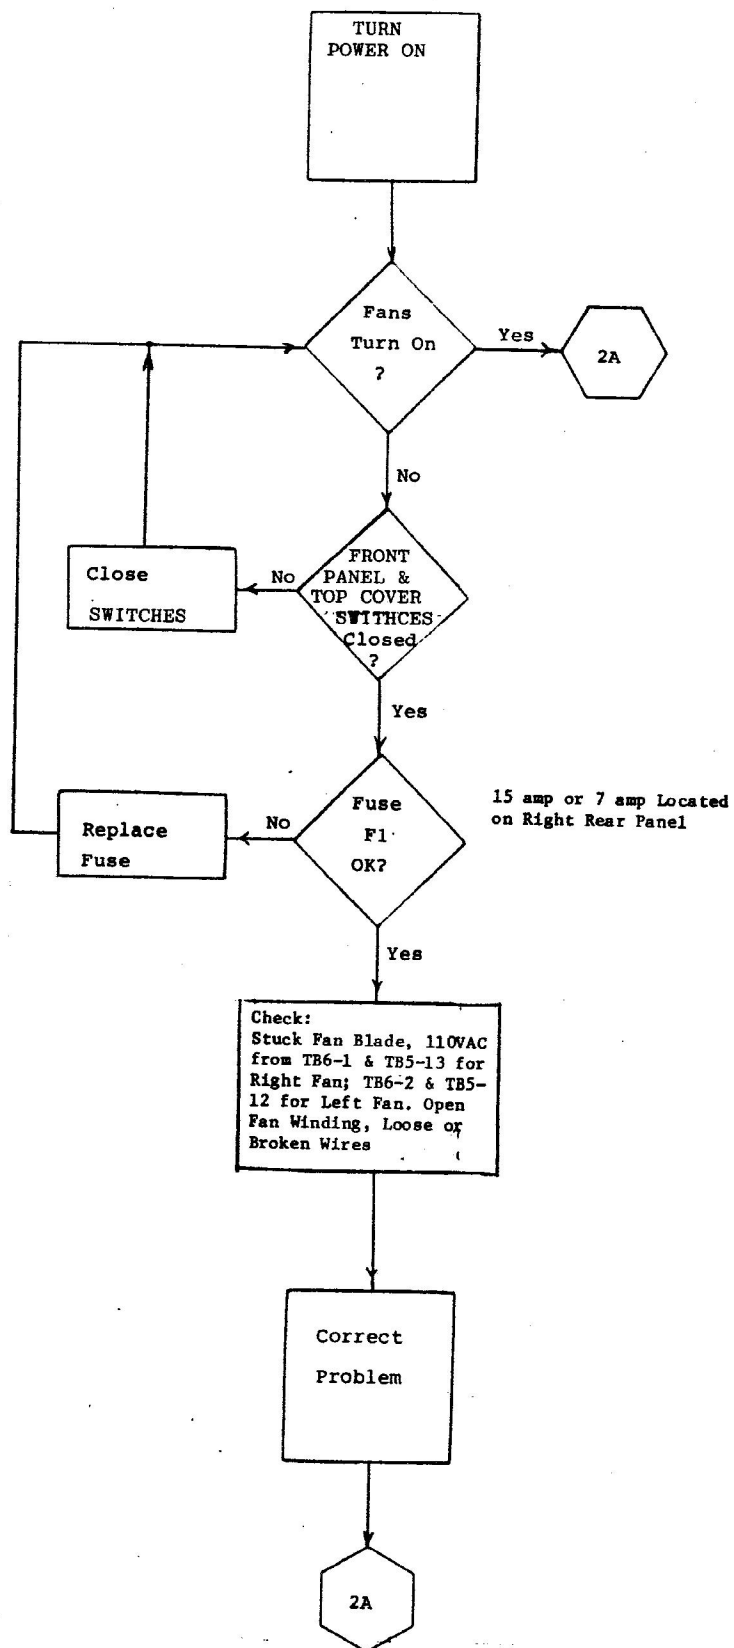 TURN
POWER ON
Fans
Turn On
?
Yes
2A
No
FRONT
PANEL &
TOP COVER
SWITHCES
Closed
?
No
Close
SWITCHES
Yes
Fuse
F1
OK?
15 amp or 7 amp Located
on Right Rear Panel
No
Replace
Fuse
Yes
Check:
Stuck Fan Blade, 110VAC
from TB6-1 & TB5-13 for
Right Fan; TB6-2 & TB5-
12 for Left Fan. Open
Fan Winding, Loose or
Broken Wires
Correct
Problem
2A